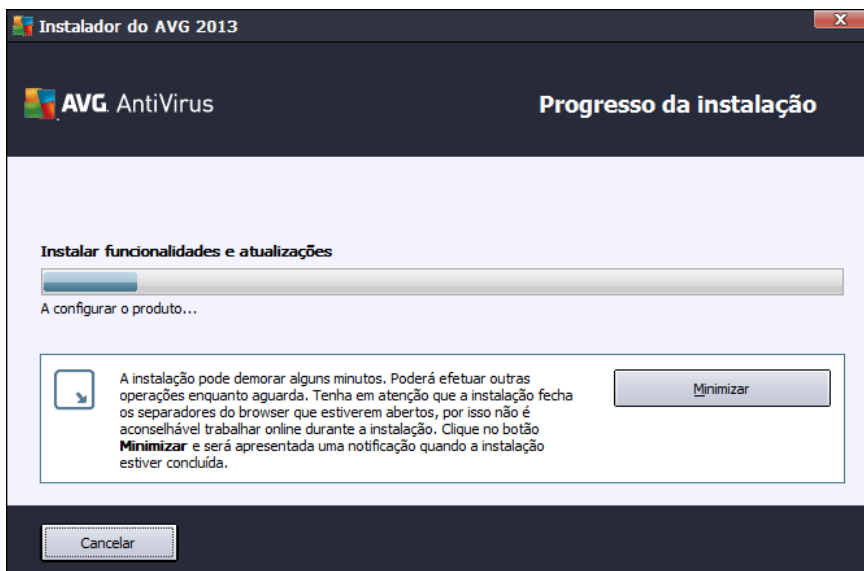 Instalador do AVG 2013
AVG. AntiVirus
Progresso da instalação
Instalar funcionalidades e atualizações
A configurar o produto...
A instalação pode demorar alguns minutos. Poderá efetuar outras
operações enquanto aguarda. Tenha em atenção que a instalação fecha
os separadores do browser que estiverem abertos, por isso não é
aconselhável trabalhar online durante a instalação. Clique no botão
Minimizar e será apresentada uma notificação quando a instalação
estiver concluída.
Minimizar
Cancelar